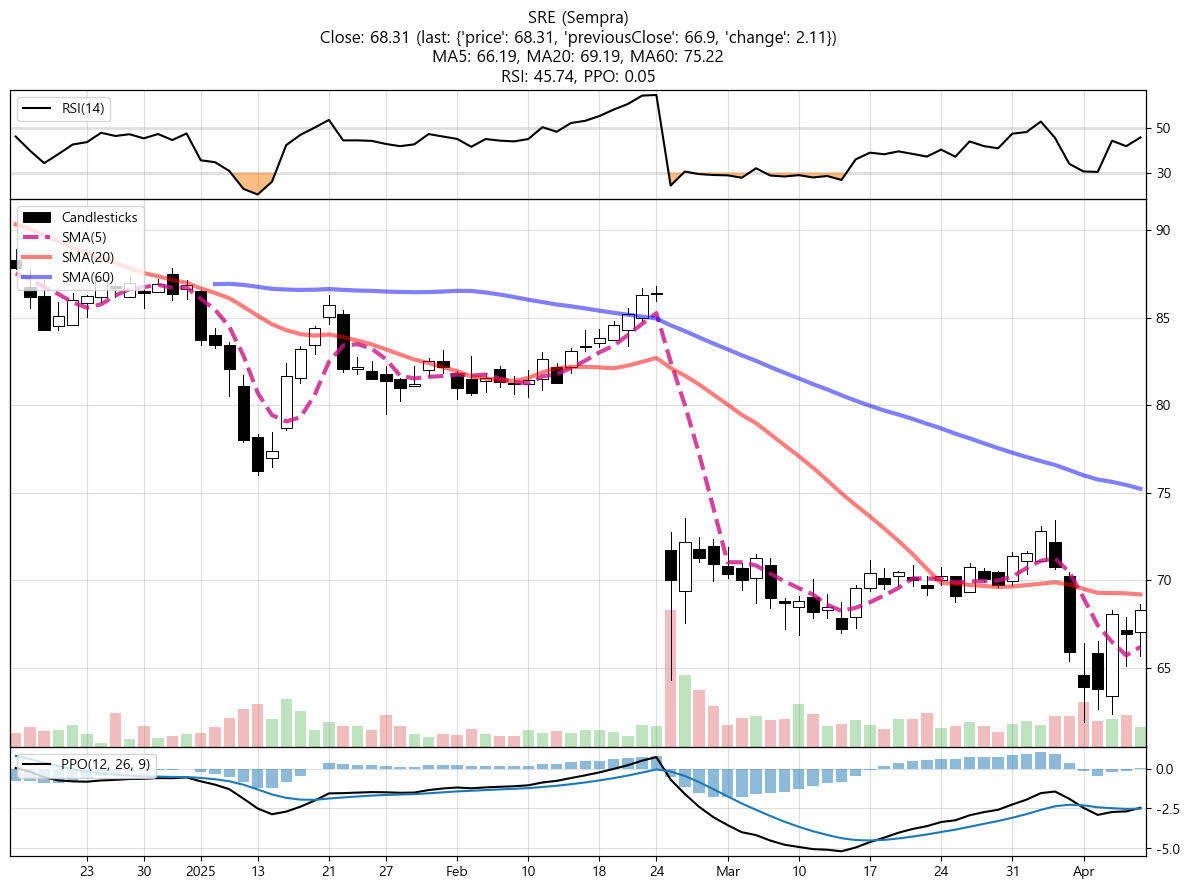 SRE (Sempra)
Close: 68.31 (last: {'price': 68.31, 'previousClose': 66.9, 'change': 2.11})
MA5: 66.19, MA20: 69.19, MA60: 75.22
RSI: 45.74, PPO: 0.05
RSI(14)
50
30
Candlesticks
SMA(5)
SMA(20)
SMA(60)
90
85
80
75
70
65
PPO(12, 26, 9)
0.0
−2.5
−5.0
23 30 2025 13 21 27 Feb 10 18 24 Mar 10 17 24 31 Apr